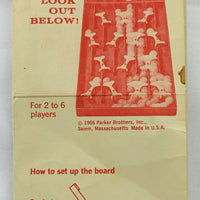 LOOK
OUT
BELOW!
For 2 to 6
players
© 1966 Parker Brothers, Inc.,
Salem, Massachusetts Made in U.S.A.
How to set up the board